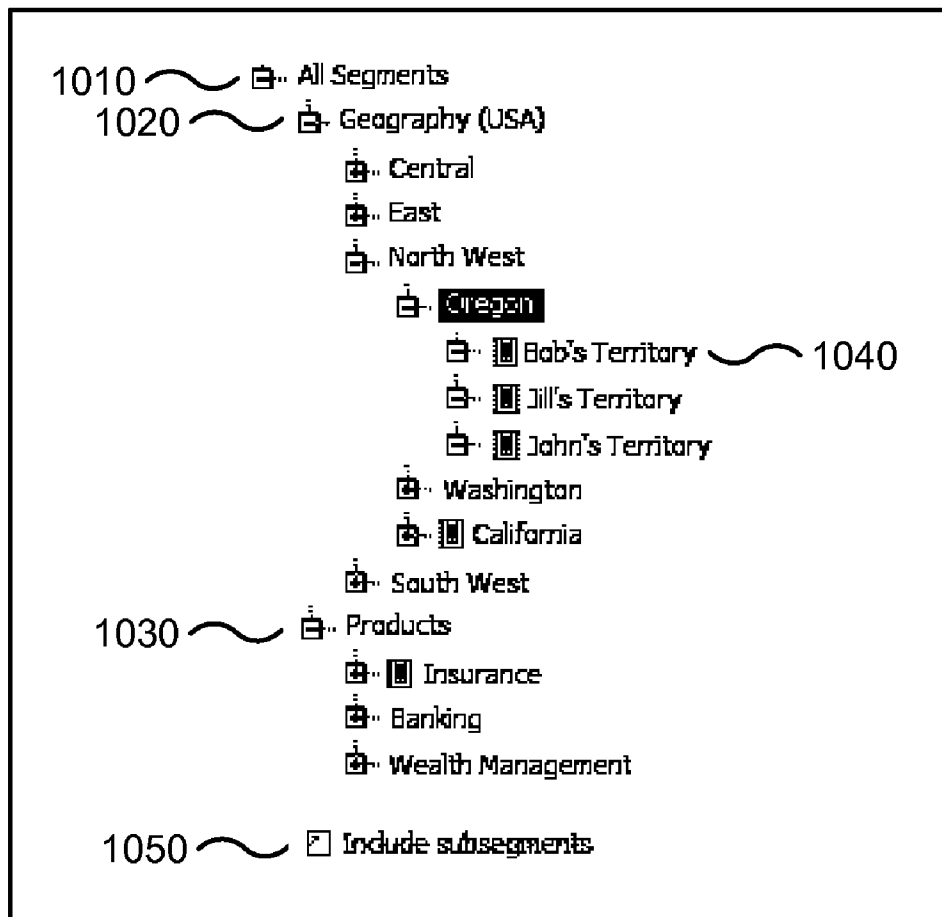 1010 All Segments
1020 Geography (USA)
Central
East
North West
Oregon
Bob's Territory 1040
Jill's Territory
John's Territory
Washington
California
South West
1030 Products
Insurance
Banking
Wealth Management
1050 Include subsegments